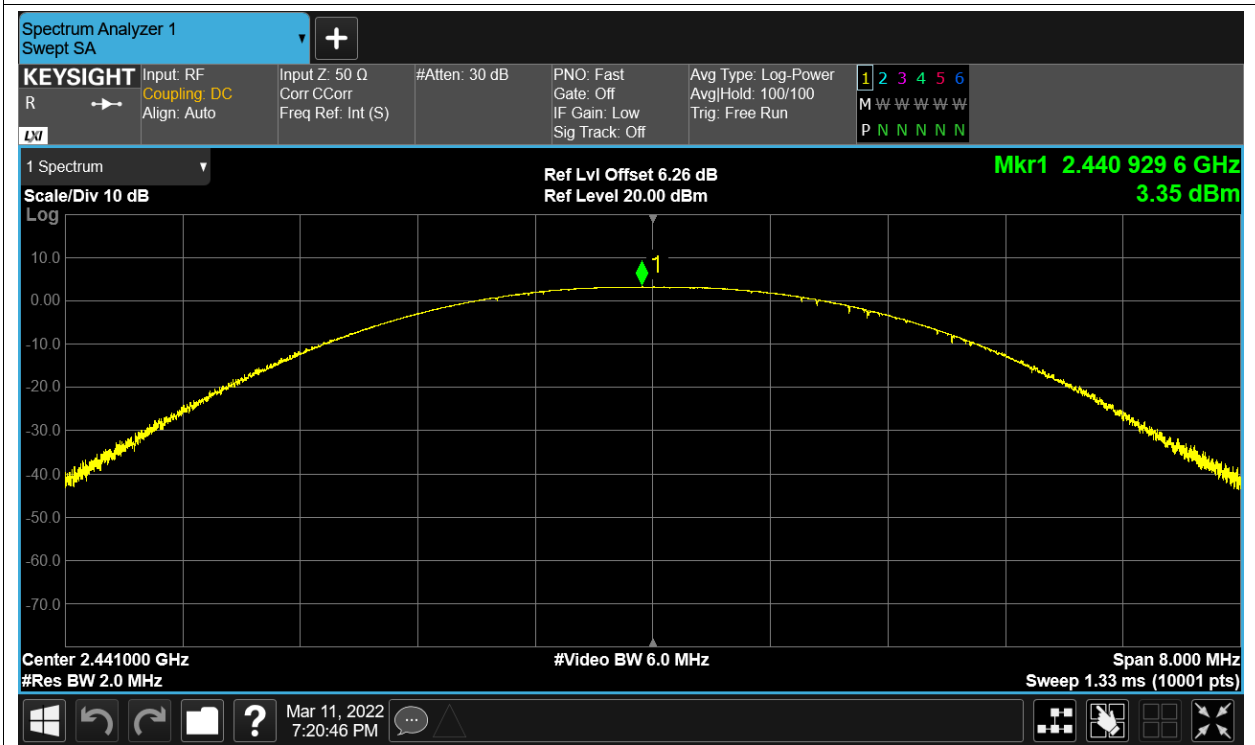 Spectrum Analyzer 1
Swept SA
+
KEYSIGHT
R
LXI
Input: RF
Coupling: DC
Align: Auto
Input Z: 50 Ω
Corr CCorr
Freq Ref: Int (S)
#Atten: 30 dB
PNO: Fast
Gate: Off
IF Gain: Low
Sig Track: Off
Avg Type: Log-Power
Avg|Hold: 100/100
Trig: Free Run
1 2 3 4 5 6
M W W W W W
P N N N N N
1 Spectrum
Scale/Div 10 dB
Ref Lvl Offset 6.26 dB
Ref Level 20.00 dBm
Mkr1 2.440 929 6 GHz
3.35 dBm
Log
10.0
0.00
-10.0
-20.0
-30.0
-40.0
-50.0
-60.0
-70.0
1
Center 2.441000 GHz
#Res BW 2.0 MHz
#Video BW 6.0 MHz
Span 8.000 MHz
Sweep 1.33 ms (10001 pts)
?
Mar 11, 2022
7:20:46 PM